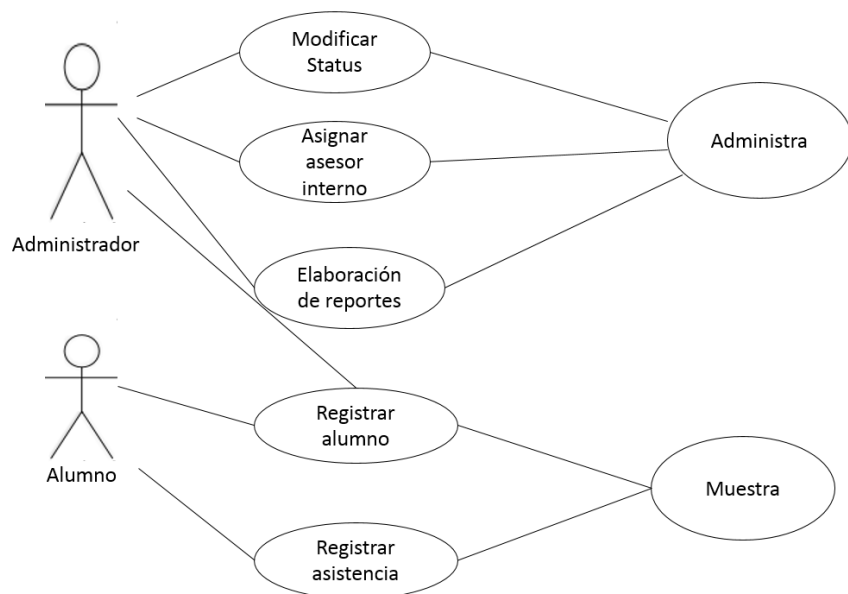 Modificar
Status
Asignar
asesor
interno
Administra
Administrador
Elaboración
de reportes
Registrar
alumno
Alumno
Muestra
Registrar
asistencia